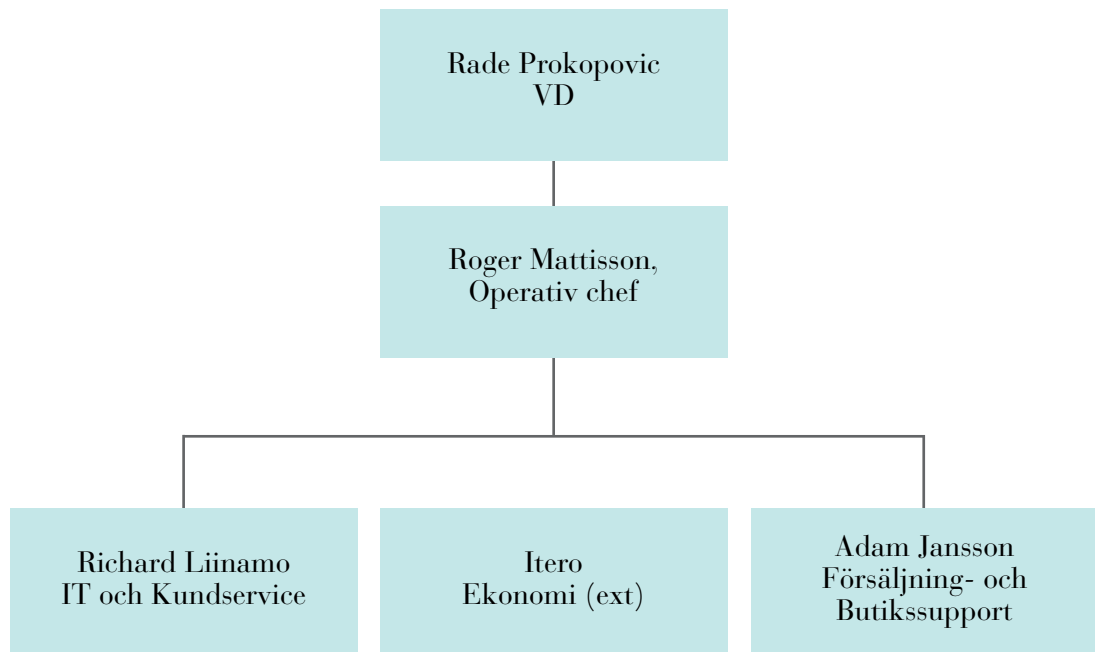 Rade Prokopovic
VD
Roger Mattisson,
Operativ chef
Richard Liinamo
IT och Kundservice
Itero
Ekonomi (ext)
Adam Jansson
Försäljning- och
Butikssupport